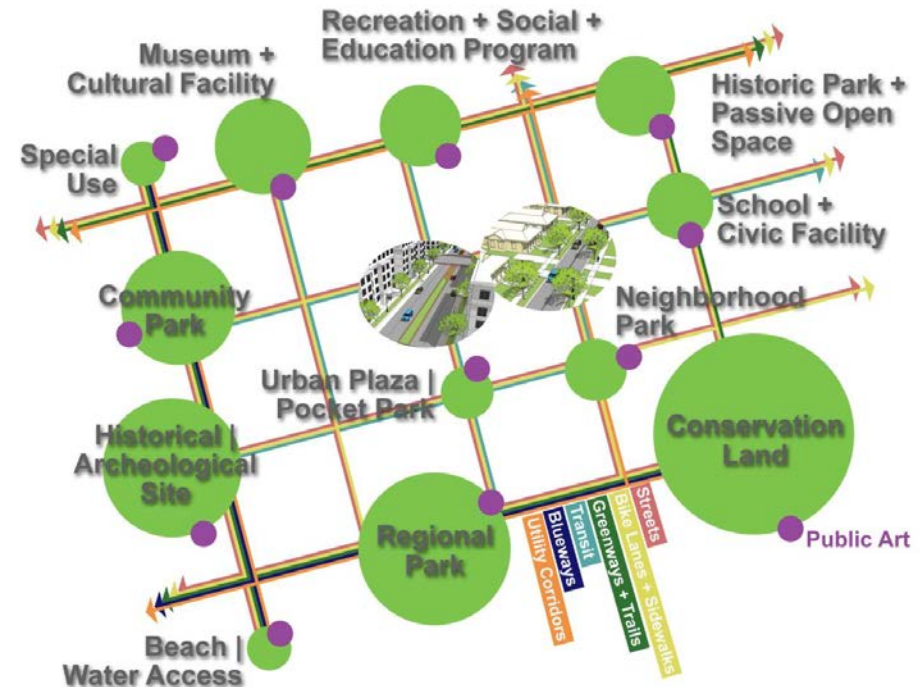 Recreation + Social +
Education Program
Museum +
Cultural Facility
Historic Park +
Passive Open
Space
Special
Use
School +
Civic Facility
Community
Park
Neighborhood
Park
Urban Plaza |
Pocket Park
Historical |
Archeological
Site
Conservation
Land
Regional
Park
Utility Corridors
Blueways
Transit
Greenways + Trails
Bike Lanes + Sidewalks
Streets
Public Art
Beach |
Water Access